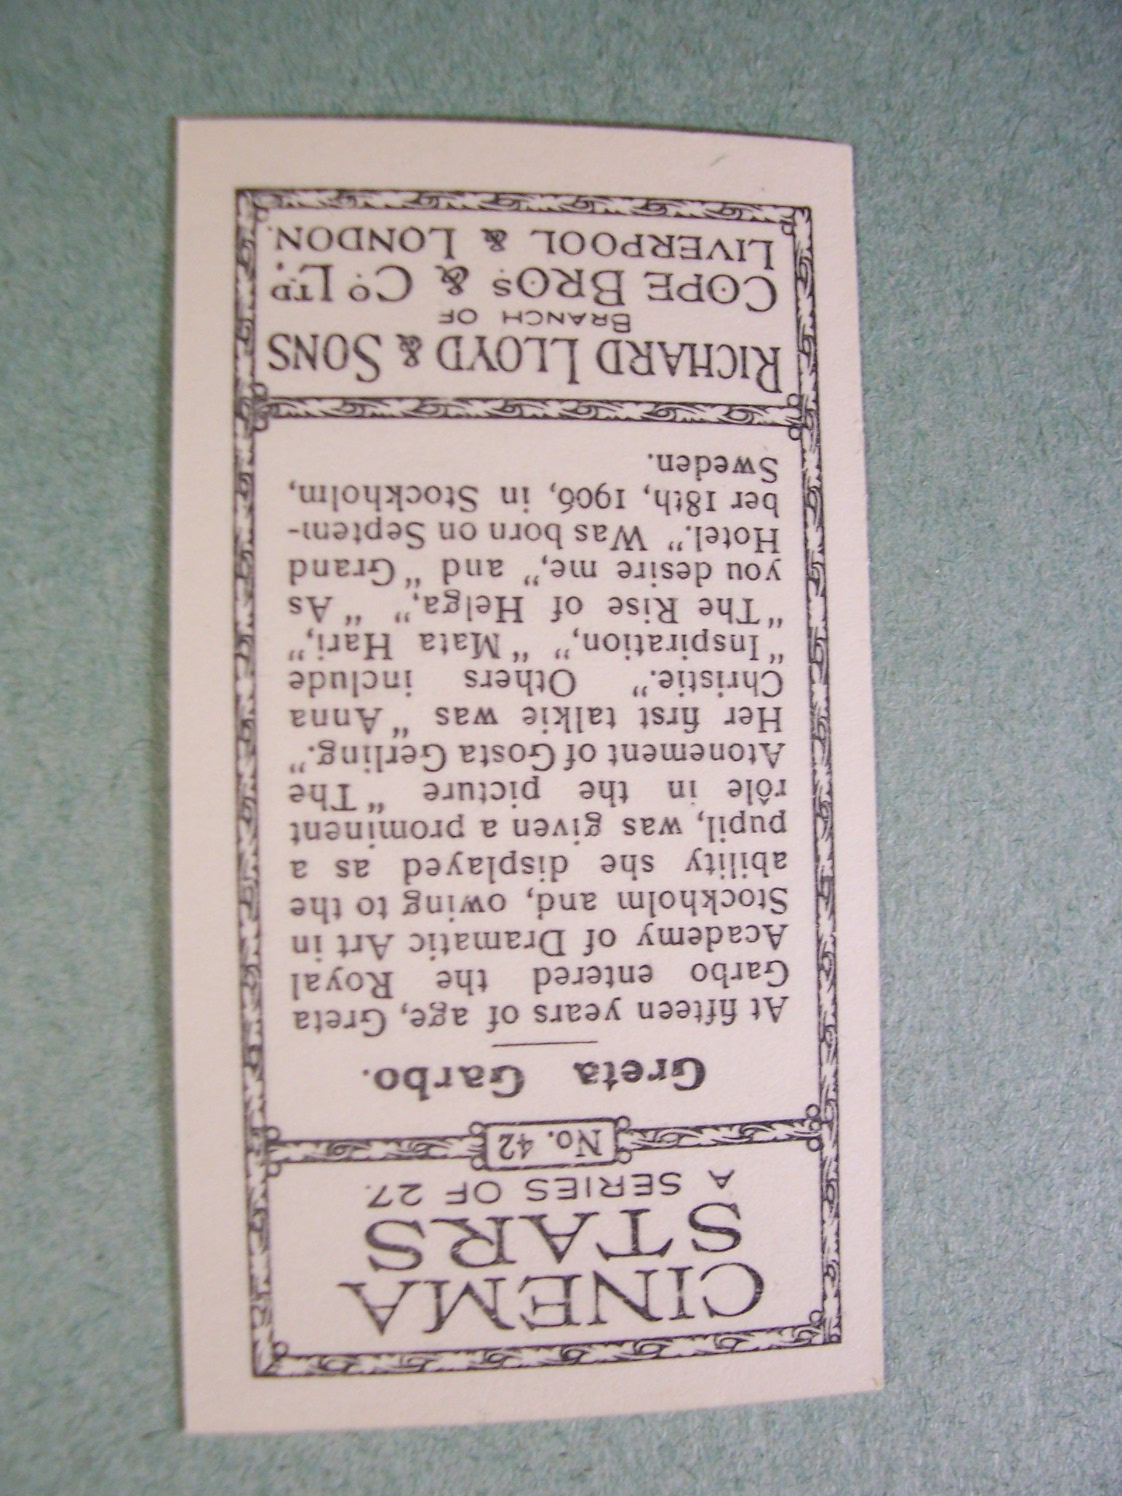 CINEMA
STARS
A SERIES OF 27.
No. 42
Greta Garbo.
At fifteen years of age, Greta
Garbo entered the Royal
Academy of Dramatic Art in
Stockholm and, owing to the
ability she displayed as a
pupil, was given a prominent
rôle in the picture "The
Atonement of Gosta Gerling."
Her first talkie was "Anna
Christie." Others include
"Inspiration," "Mata Hari,"
"The Rise of Helga," "As
you desire me," and "Grand
Hotel." Was born on Septem-
ber 18th, 1906, in Stockholm,
Sweden.
RICHARD LLOYD & SONS
BRANCH OF
COPE BROS. & CO. LTD.
LIVERPOOL & LONDON.